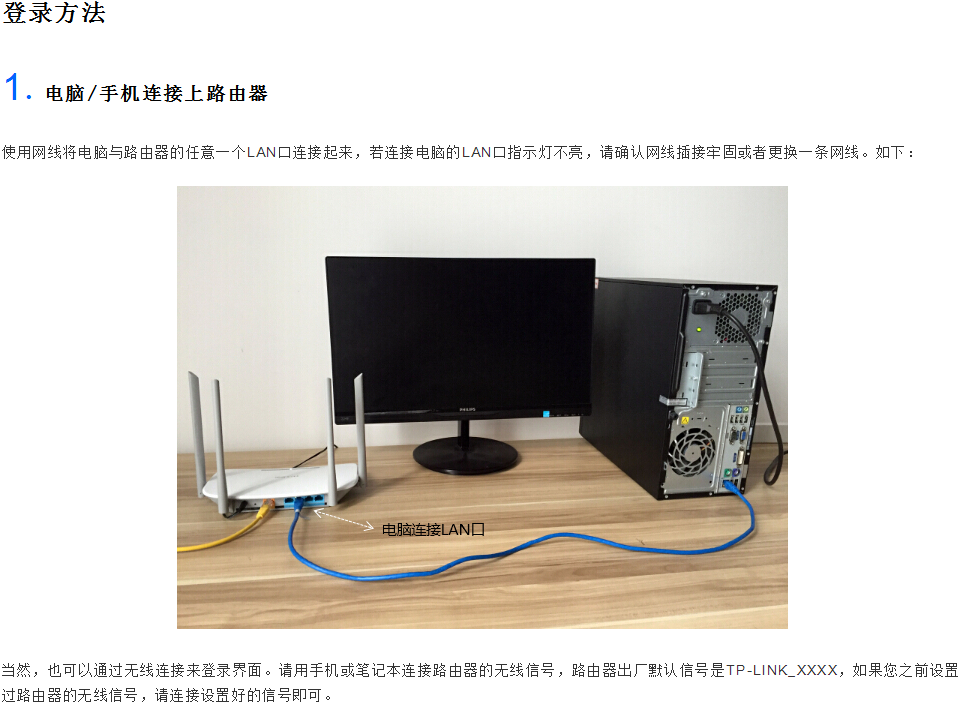 登录方法
1. 电脑/手机连接上路由器
使用网线将电脑与路由器的任意一个LAN口连接起来，若连接电脑的LAN口指示灯不亮，请确认网线插接牢固或者更换一条网线。如下：
PHILIPS
电脑连接LAN口
当然，也可以通过无线连接来登录界面。请用手机或笔记本连接路由器的无线信号，路由器出厂默认信号是TP-LINK_XXXX，如果您之前设置
过路由器的无线信号，请连接设置好的信号即可。